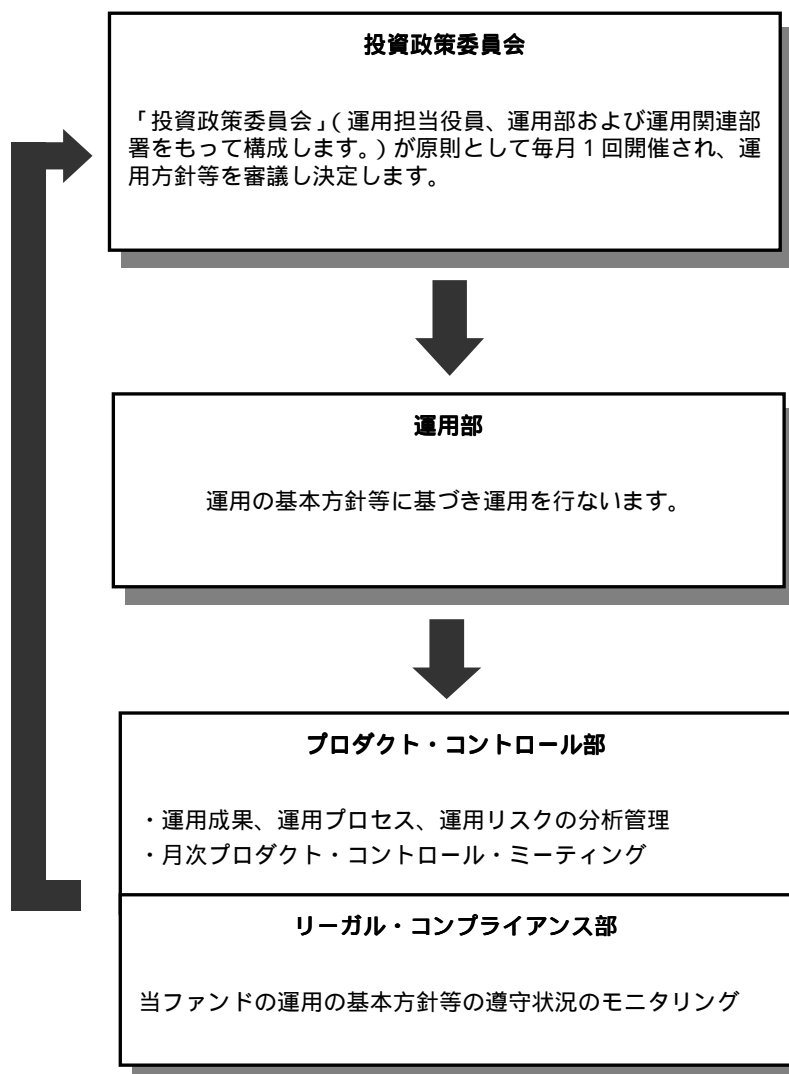 投資政策委員会
「投資政策委員会」(運用担当役員、運用部および運用関連部
署をもって構成します。)が原則として毎月1回開催され、運
用方針等を審議し決定します。
運用部
運用の基本方針等に基づき運用を行ないます。
プロダクト・コントロール部
・運用成果、運用プロセス、運用リスクの分析管理
・月次プロダクト・コントロール・ミーティング
リーガル・コンプライアンス部
当ファンドの運用の基本方針等の遵守状況のモニタリング